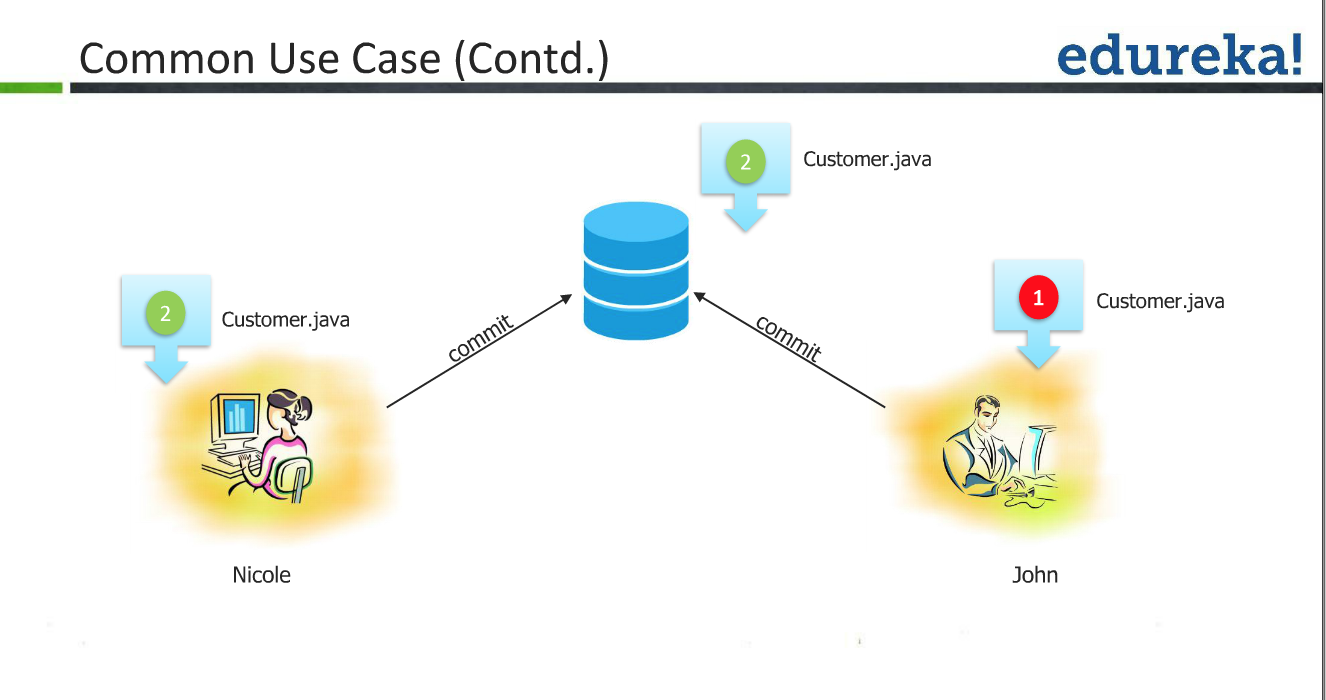 Common Use Case (Contd.)
edureka!
2
Customer.java
2
Customer.java
1
Customer.java
commit
commit
Nicole
John